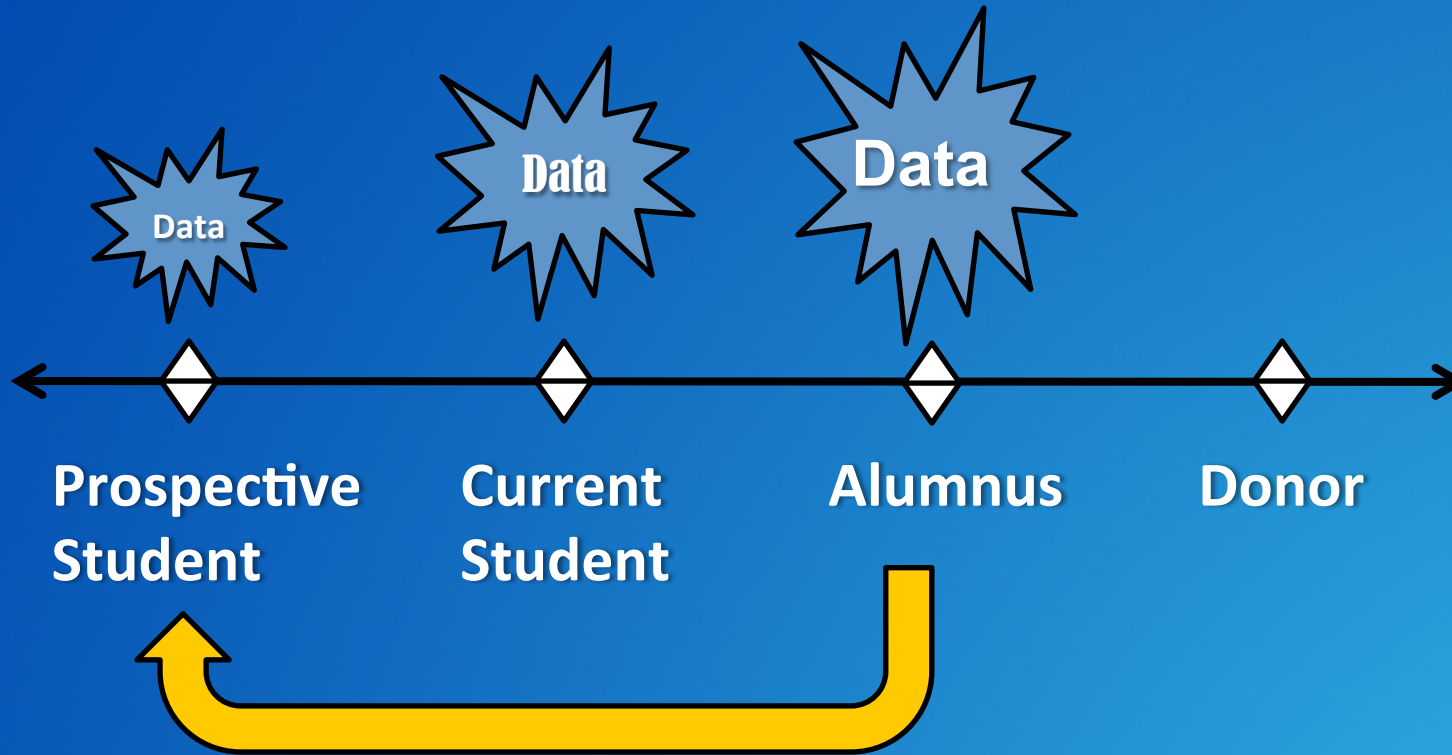 Data
Data
Data
Prospective
Student
Current
Student
Alumnus
Donor